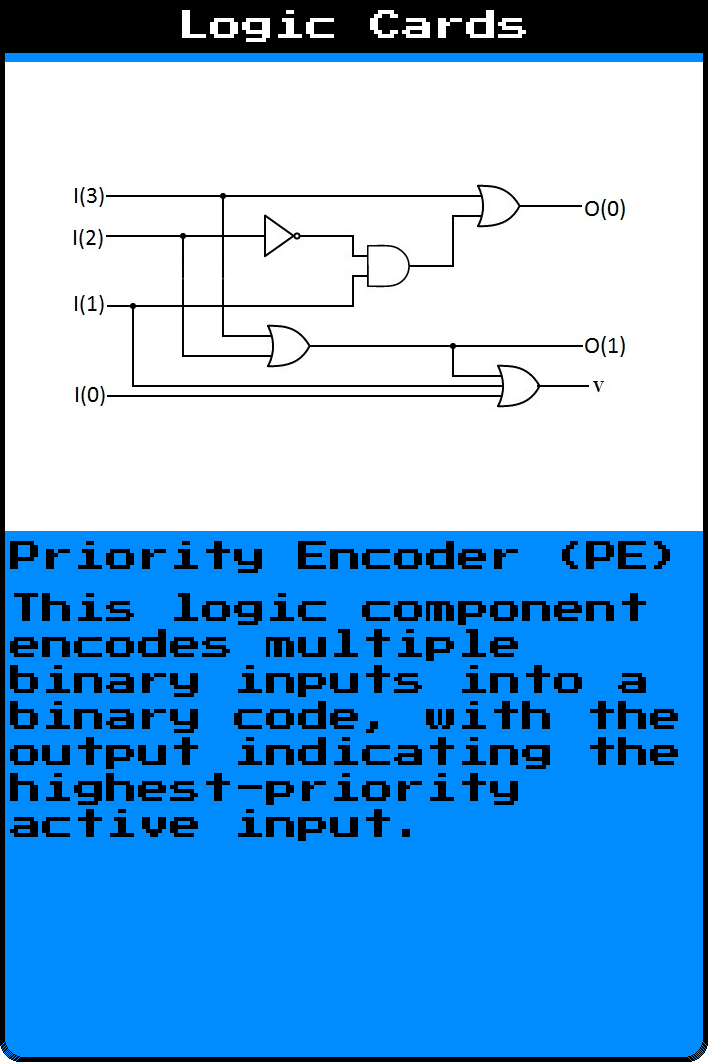 Logic Cards
I(3)
O(0)
I(2)
I(1)
O(1)
V
I(0)
Priority Encoder (PE)
This logic component
encodes multiple
binary inputs into a
binary code, with the
output indicating the
highest-priority
active input.